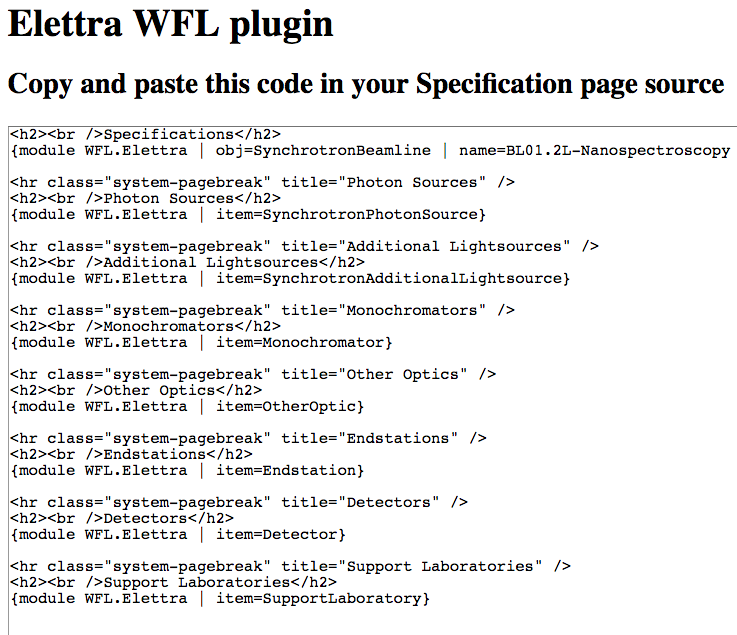 Elettra WFL plugin
Copy and paste this code in your Specification page source
<h2><br />Specifications</h2>
{module WFL.Elettra | obj=SynchrotronBeamline | name=BL01.2L-Nanospectroscopy
<hr class="system-pagebreak" title="Photon Sources" />
<h2><br />Photon Sources</h2>
{module WFL.Elettra | item=SynchrotronPhotonSource}
<hr class="system-pagebreak" title="Additional Lightsources" />
<h2><br />Additional Lightsources</h2>
{module WFL.Elettra | item=SynchrotronAdditionalLightsource}
<hr class="system-pagebreak" title="Monochromators" />
<h2><br />Monochromators</h2>
{module WFL.Elettra | item=Monochromator}
<hr class="system-pagebreak" title="Other Optics" />
<h2><br />Other Optics</h2>
{module WFL.Elettra | item=OtherOptic}
<hr class="system-pagebreak" title="Endstations" />
<h2><br />Endstations</h2>
{module WFL.Elettra | item=Endstation}
<hr class="system-pagebreak" title="Detectors" />
<h2><br />Detectors</h2>
{module WFL.Elettra | item=Detector}
<hr class="system-pagebreak" title="Support Laboratories" />
<h2><br />Support Laboratories</h2>
{module WFL.Elettra | item=SupportLaboratory}